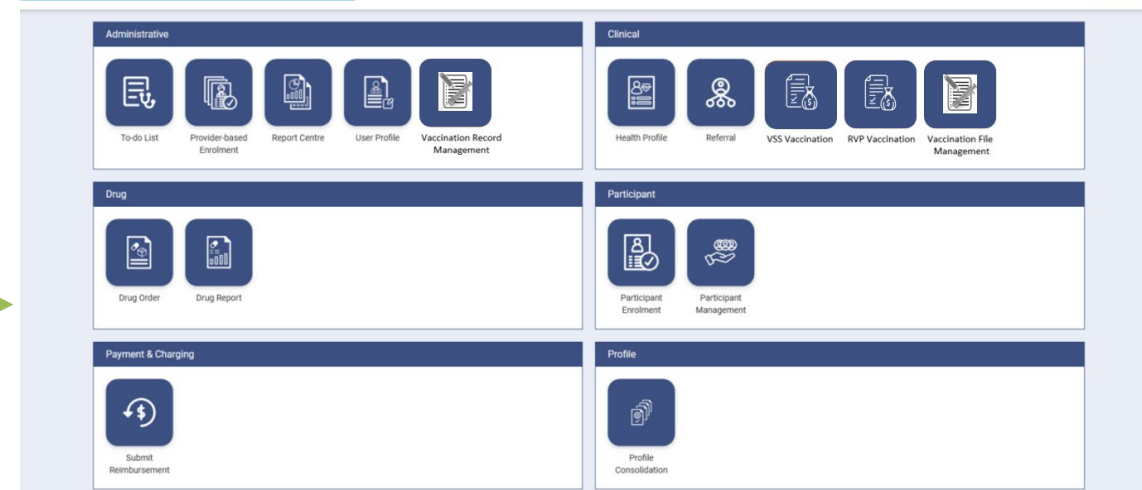 Administrative
To-do List
Provider-based
Enrolment
Report Centre
User Profile
Vaccination Record
Management
Clinical
Health Profile
Referral
VSS Vaccination
RVP Vaccination
Vaccination File
Management
Drug
Drug Order
Drug Report
Participant
Participant
Enrolment
Participant
Management
Payment & Charging
Submit
Reimbursement
Profile
Profile
Consolidation